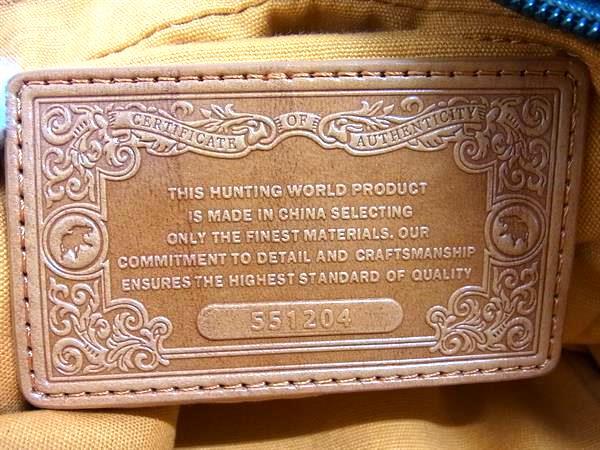 CERTIFICATE OF AUTHENTICITY
THIS HUNTING WORLD PRODUCT
IS MADE IN CHINA SELECTING
ONLY THE FINEST MATERIALS. OUR
COMMITMENT TO DETAIL AND CRAFTSMANSHIP
ENSURES THE HIGHEST STANDARD OF QUALITY
551204